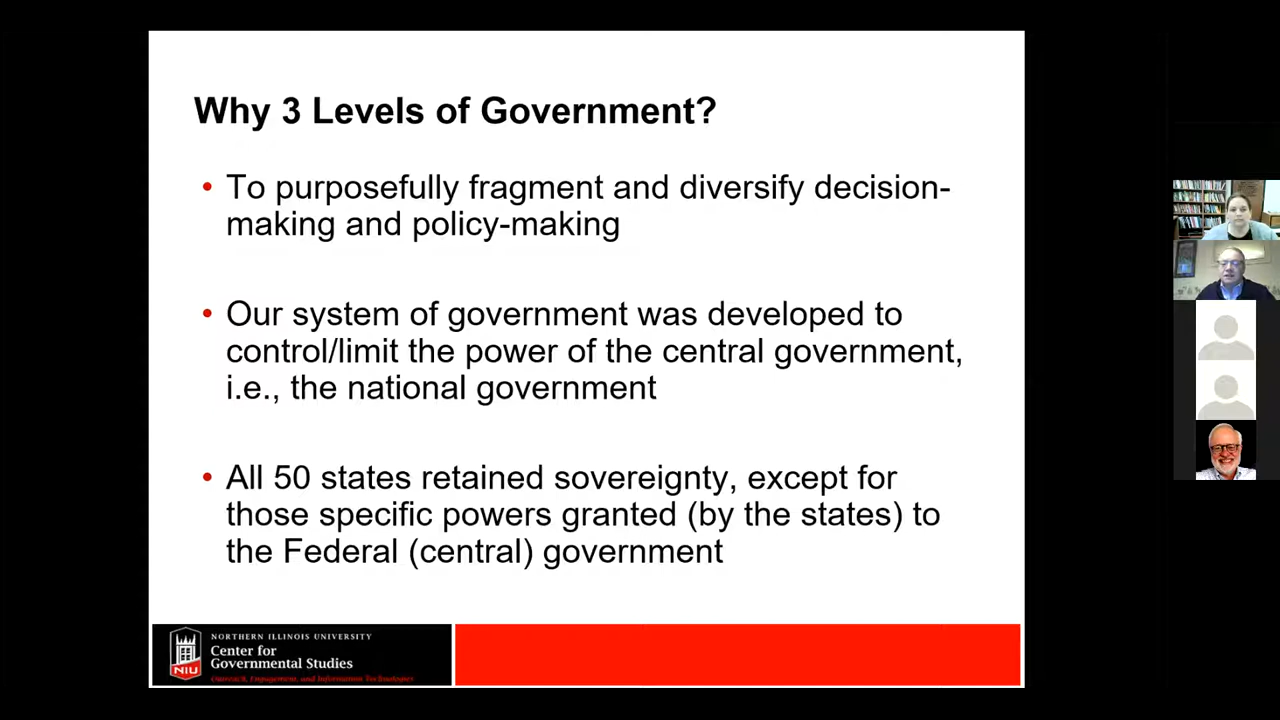 Why 3 Levels of Government?
• To purposefully fragment and diversify decision-
making and policy-making
• Our system of government was developed to
control/limit the power of the central government,
i.e., the national government
• All 50 states retained sovereignty, except for
those specific powers granted (by the states) to
the Federal (central) government
NORTHERN ILLINOIS UNIVERSITY
Center for
Governmental Studies
NIU
Outreach, Engagement, and Information Technologies